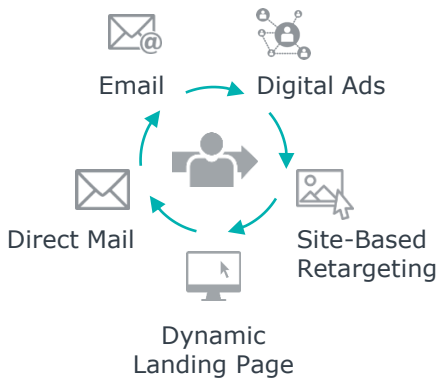 Email
Digital Ads
Direct Mail
Site-Based
Retargeting
Dynamic
Landing Page